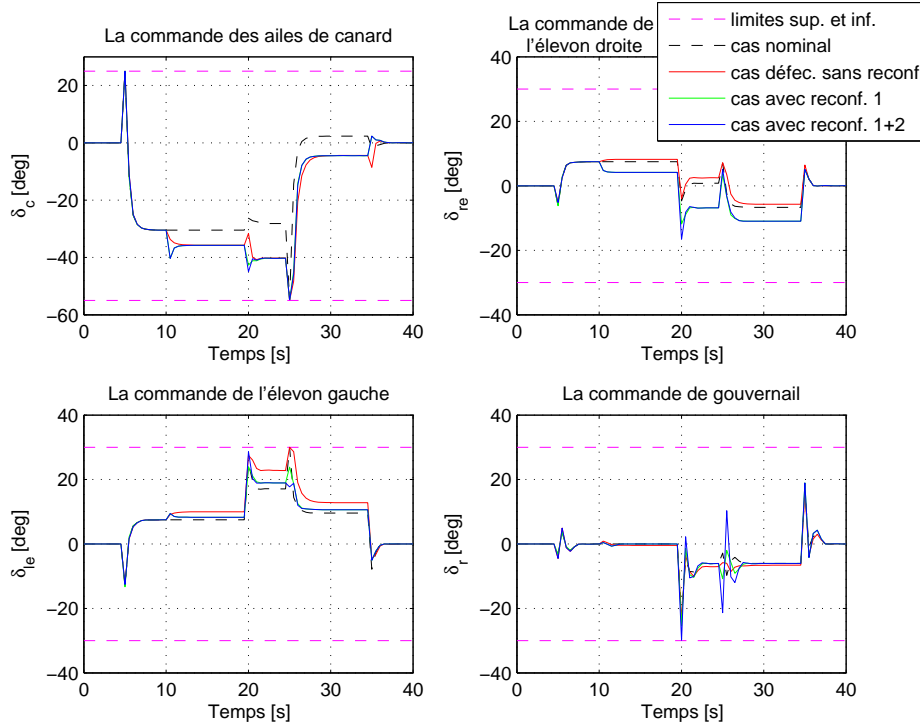 La commande des ailes de canard
20
0
−20
−40
−60
δc [deg]
0
10
20
30
40
Temps [s]
La commande de
l'élevon droite
40
20
0
−20
−40
δre [deg]
0
10
20
30
40
Temps [s]
limites sup. et inf.
cas nominal
cas défec. sans reconf
cas avec reconf. 1
cas avec reconf. 1+2
La commande de l'élevon gauche
40
20
0
−20
−40
δle [deg]
0
10
20
30
40
Temps [s]
La commande de gouvernail
40
20
0
−20
−40
δr [deg]
0
10
20
30
40
Temps [s]